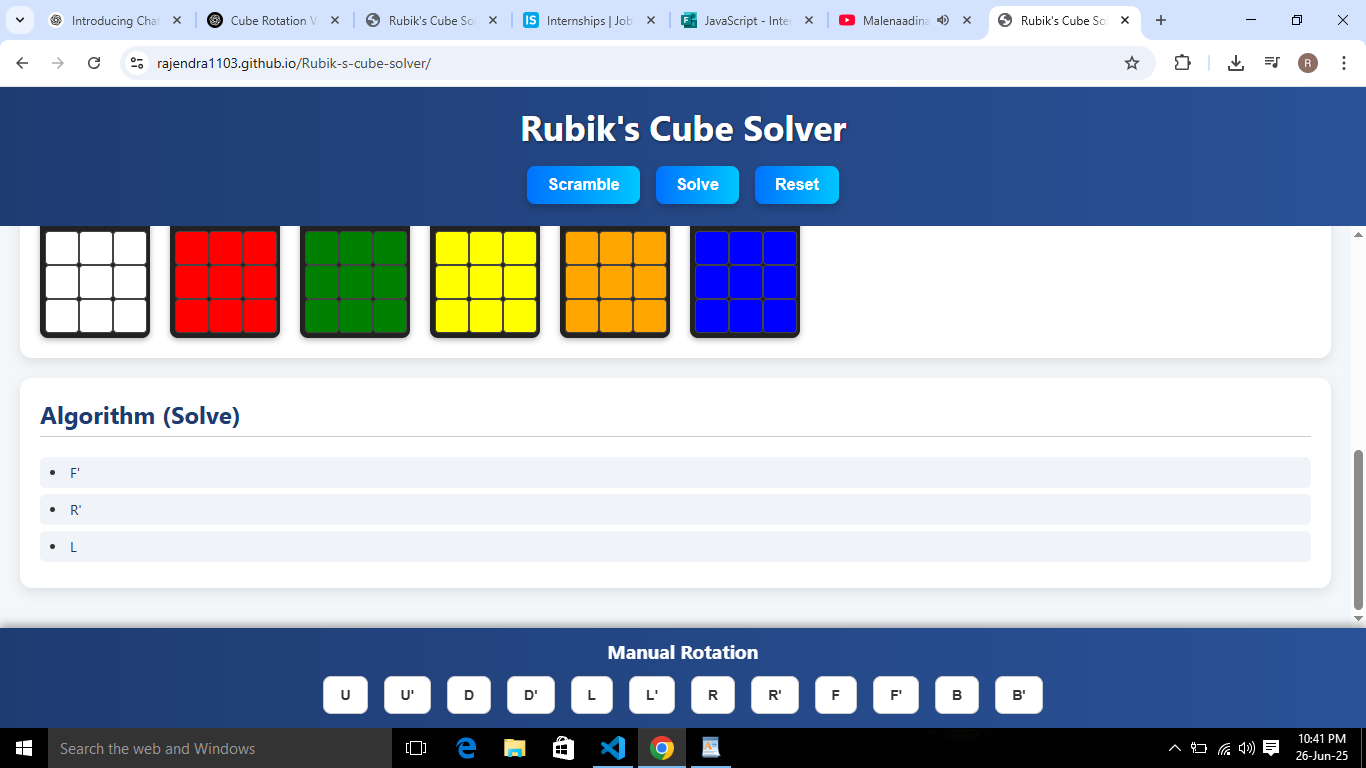 Introducing Cha
Cube Rotation V
Rubik's Cube So
Internships | Job
JavaScript - Inte
Malenaadina
Rubik's Cube So
rajendra1103.github.io/Rubik-s-cube-solver/
R
Rubik's Cube Solver
Scramble Solve Reset
Algorithm (Solve)
F'
R'
L
Manual Rotation
U U' D D' L L' R R' F F' B B'
Search the web and Windows
10:41 PM
26-Jun-25